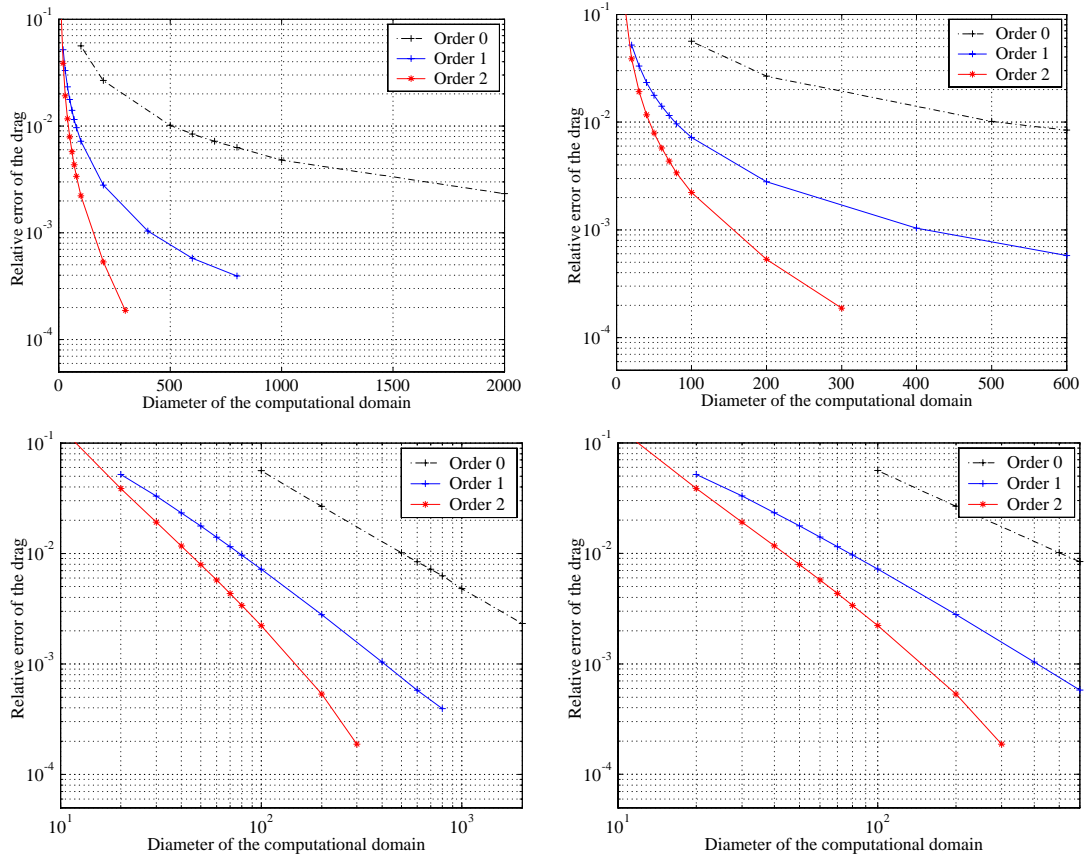 10^-1
10^-2
10^-3
10^-4
Relative error of the drag
Order 0
Order 1
Order 2
0
500
1000
1500
2000
Diameter of the computational domain
10^-1
10^-2
10^-3
10^-4
Relative error of the drag
Order 0
Order 1
Order 2
0
100
200
300
400
500
600
Diameter of the computational domain
10^-1
10^-2
10^-3
10^-4
Relative error of the drag
Order 0
Order 1
Order 2
10^1
10^2
10^3
Diameter of the computational domain
10^-1
10^-2
10^-3
10^-4
Relative error of the drag
Order 0
Order 1
Order 2
10^1
10^2
Diameter of the computational domain